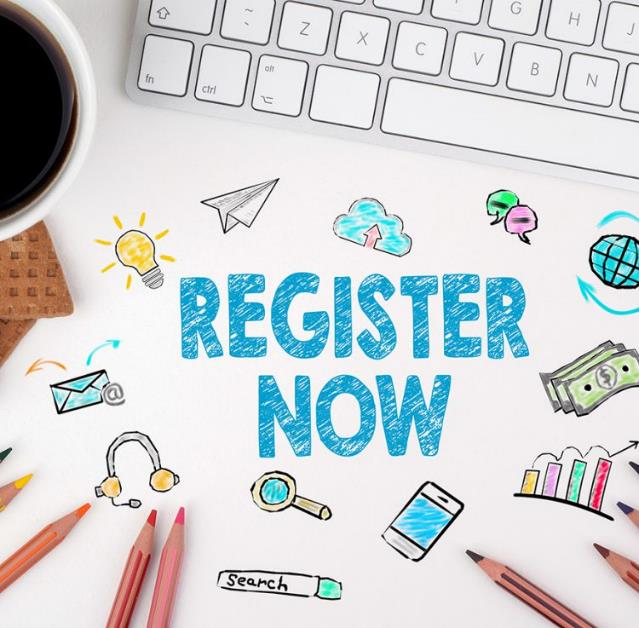 G H J
Z X C V B N
fn ctrl alt
REGISTER
NOW
$
@
Search